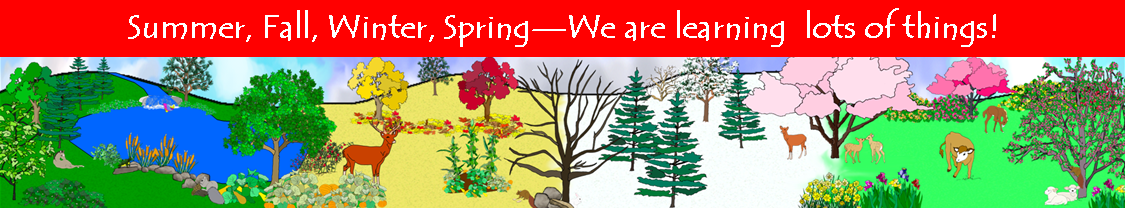 Summer, Fall, Winter, Spring—We are learning lots of things!